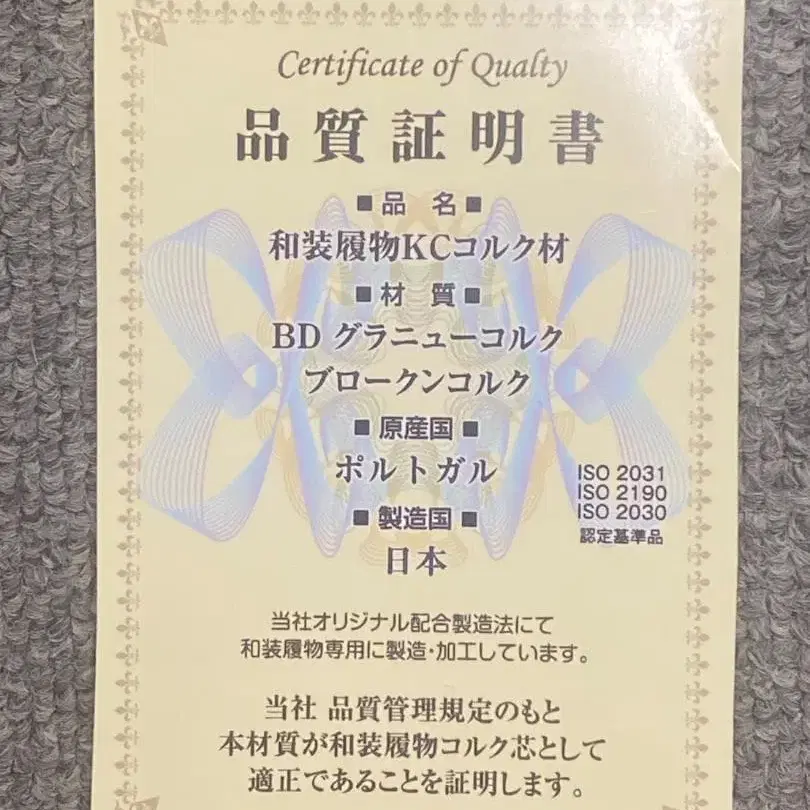 Certificate of Qualty
品質証明書
■品 名■
和装履物KCコルク材
■材 質■
BD グラニューコルク
ブロークンコルク
■原産国■
ポルトガル
■製造国■
日本
ISO 2031
ISO 2190
ISO 2030
認定基準品
当社オリジナル配合製造法にて
和装履物専用に製造・加工しています。
当社 品質管理規定のもと
本材質が和装履物コルク芯として
適正であることを証明します。